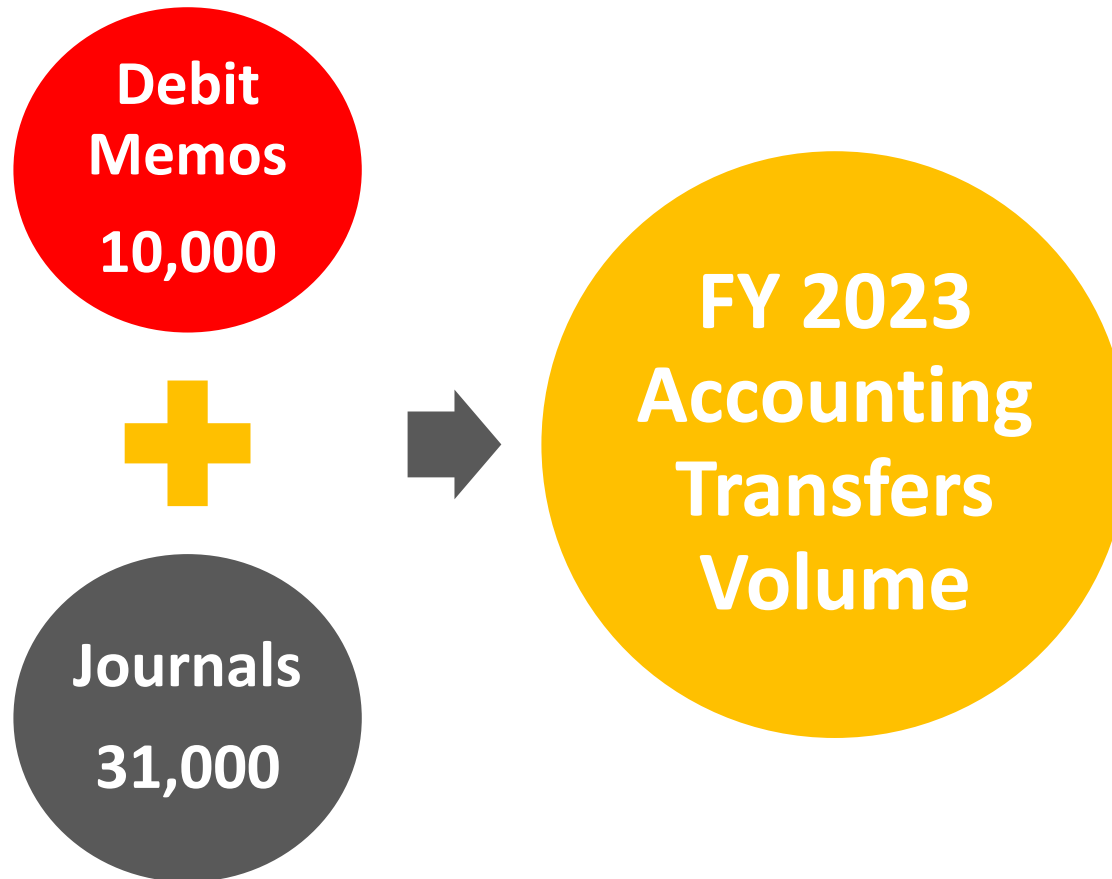 Debit
Memos
10,000
Journals
31,000
FY 2023
Accounting
Transfers
Volume